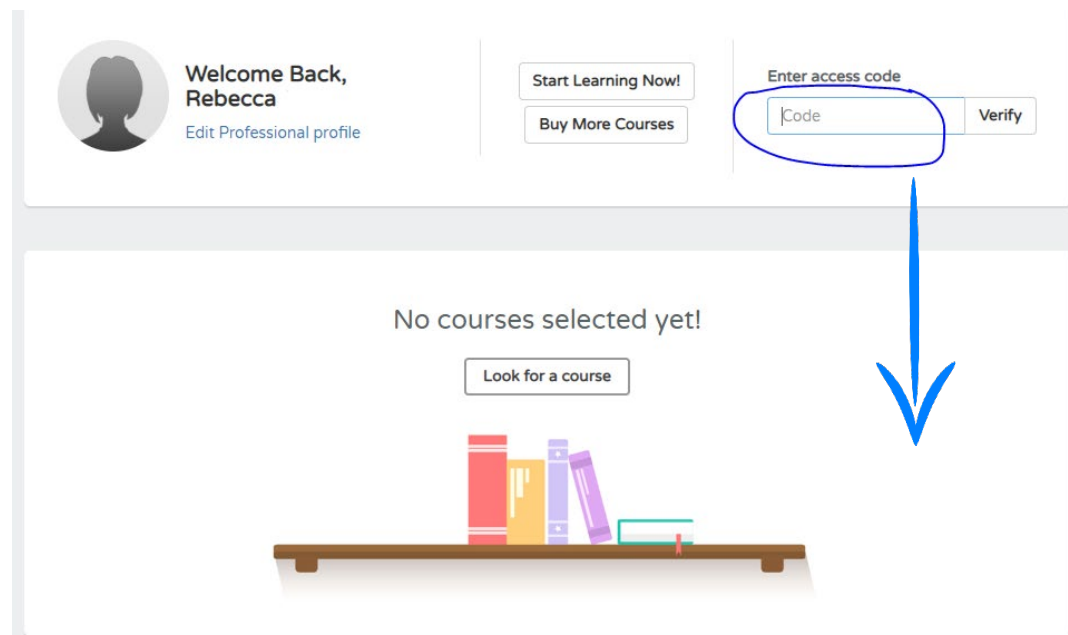 Welcome Back,
Rebecca
Edit Professional profile
Start Learning Now!
Buy More Courses
Enter access code
Code
Verify
No courses selected yet!
Look for a course